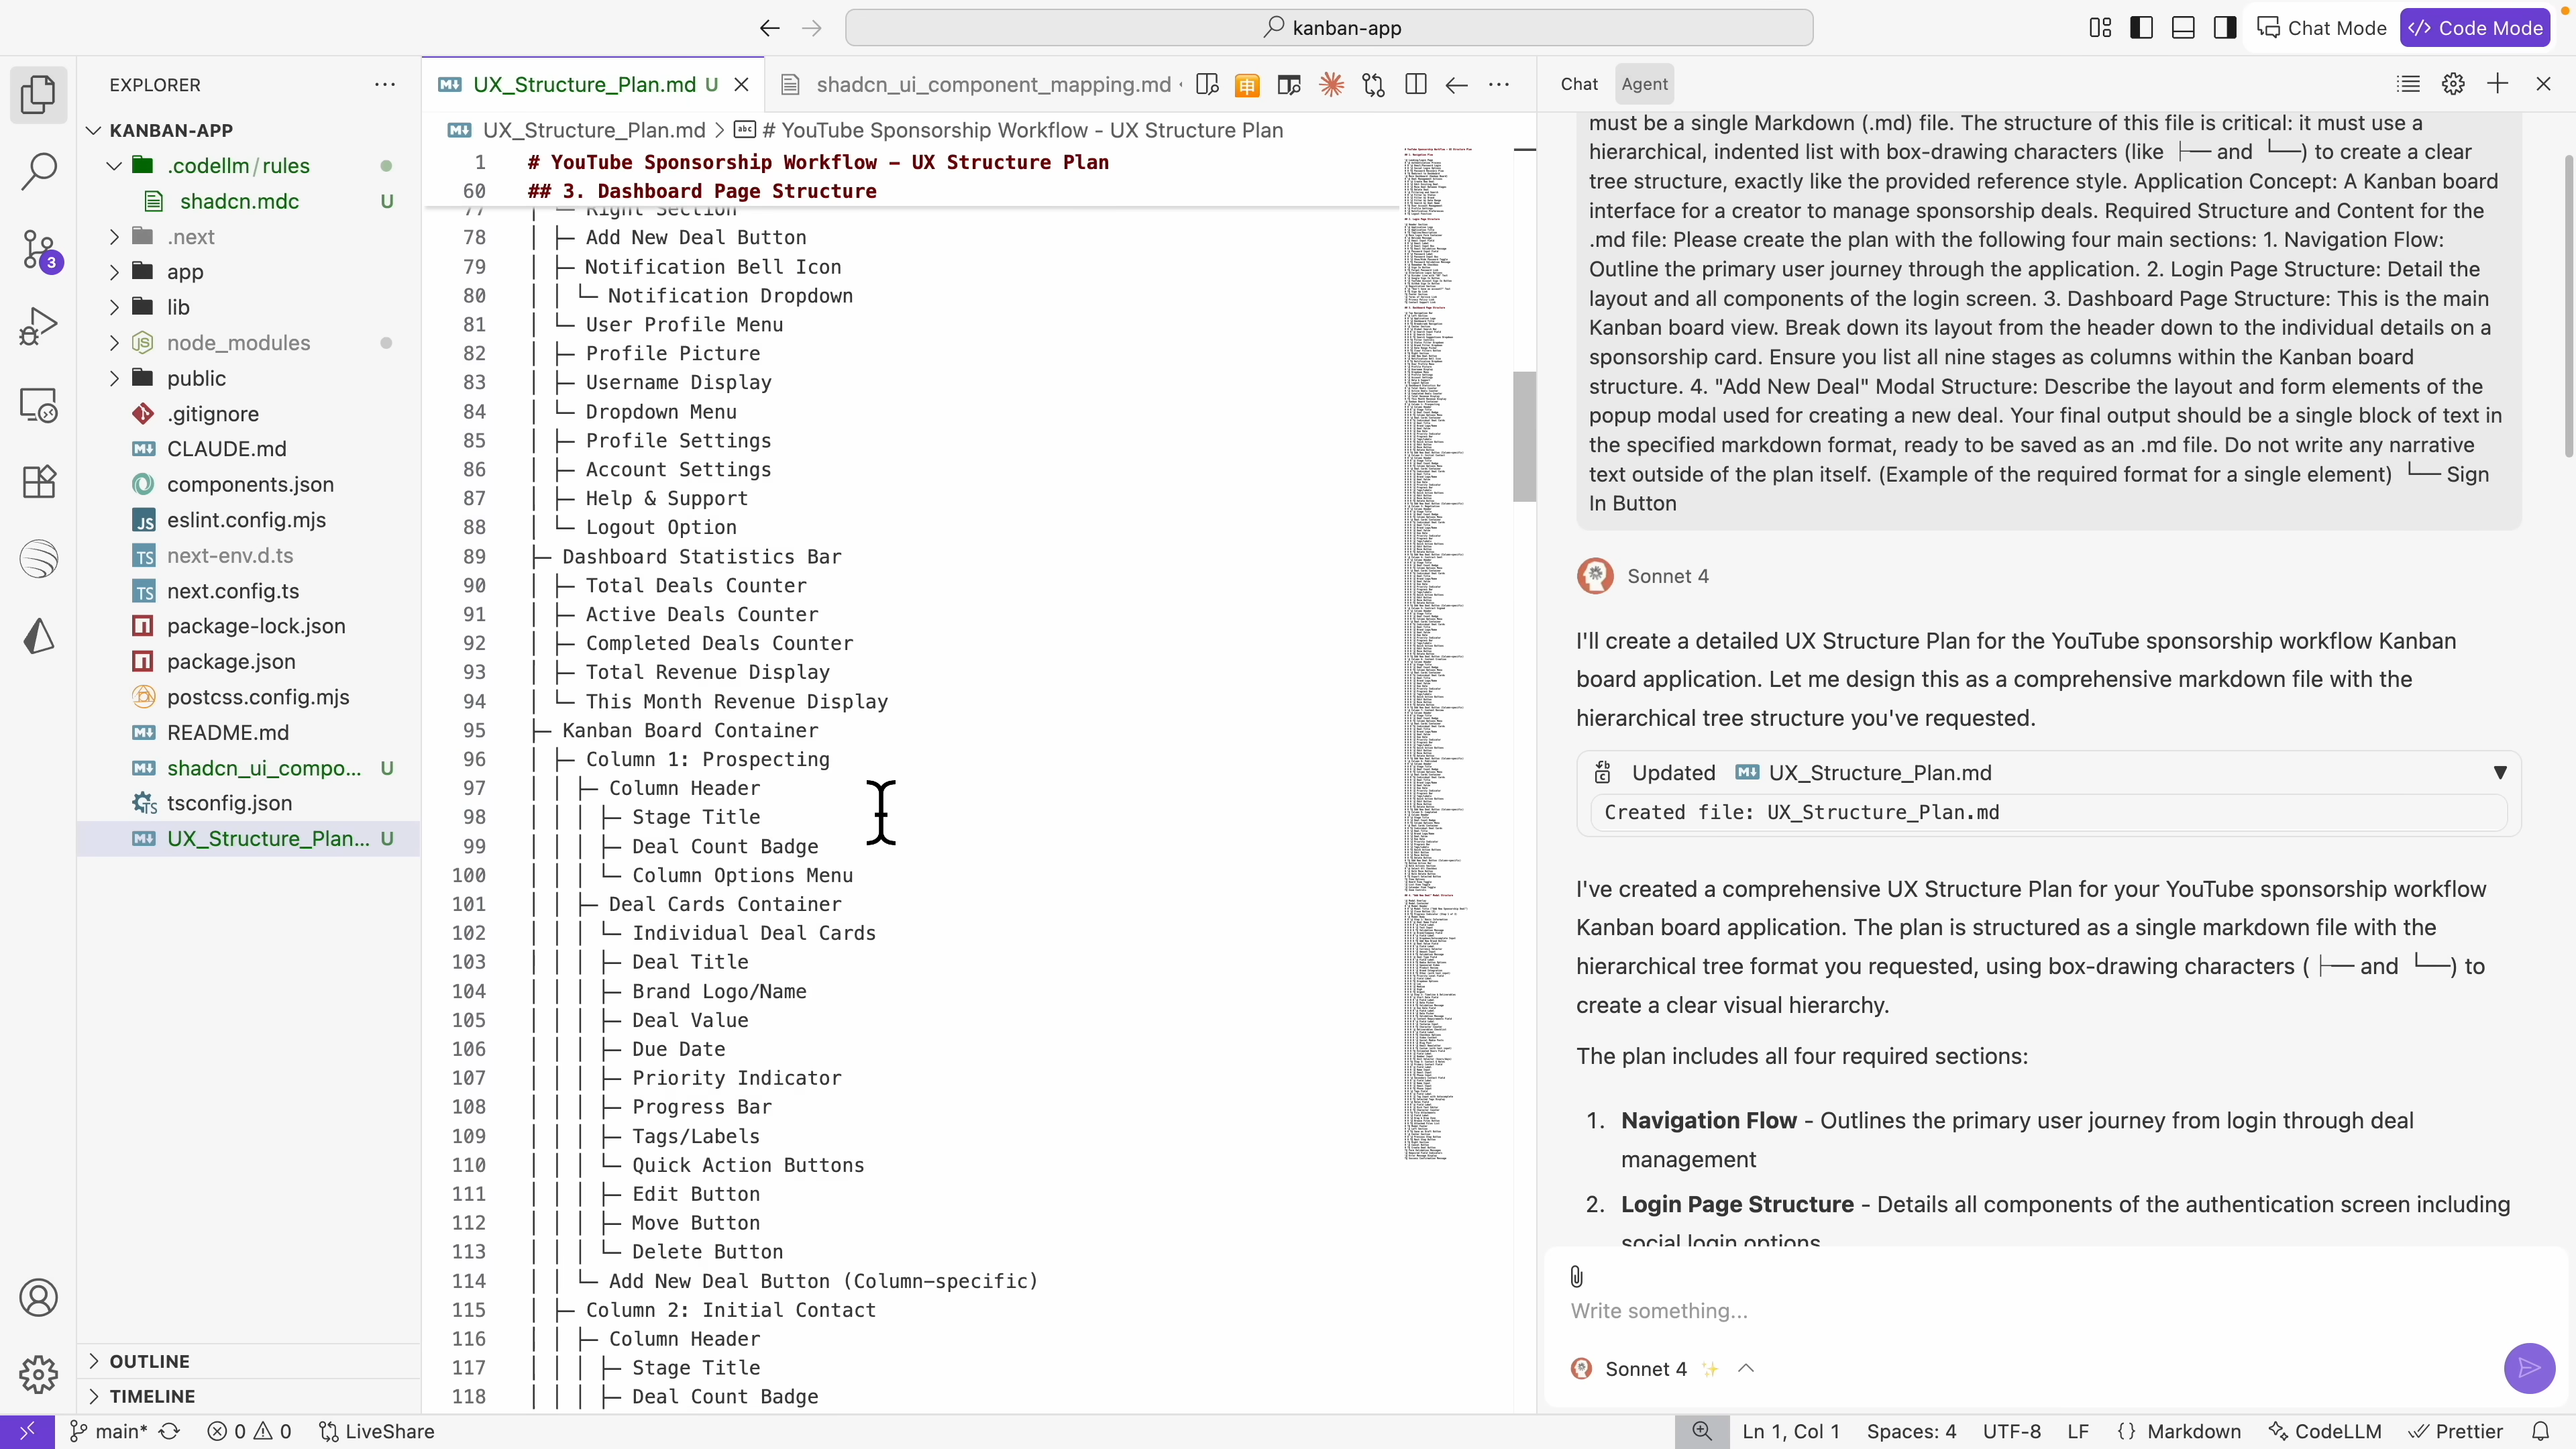 kanban-app
Chat Mode
Code Mode
EXPLORER
KANBAN-APP
.codellm/rules
shadcn.mdc U
.next
app
lib
node_modules
public
.gitignore
CLAUDE.md
components.json
eslint.config.mjs
next-env.d.ts
next.config.ts
package-lock.json
package.json
postcss.config.mjs
README.md
shadcn_ui_compo... U
tsconfig.json
UX_Structure_Plan... U
OUTLINE
TIMELINE
3
UX_Structure_Plan.md U
shadcn_ui_component_mapping.md
UX_Structure_Plan.md > # YouTube Sponsorship Workflow - UX Structure Plan
1 # YouTube Sponsorship Workflow - UX Structure Plan
60 ## 3. Dashboard Page Structure
77 │ └─ Right Section
78 │ ├─ Add New Deal Button
79 │ ├─ Notification Bell Icon
80 │ │ └─ Notification Dropdown
81 │ └─ User Profile Menu
82 │ ├─ Profile Picture
83 │ ├─ Username Display
84 │ └─ Dropdown Menu
85 │ ├─ Profile Settings
86 │ ├─ Account Settings
87 │ ├─ Help & Support
88 │ └─ Logout Option
89 ├─ Dashboard Statistics Bar
90 │ ├─ Total Deals Counter
91 │ ├─ Active Deals Counter
92 │ ├─ Completed Deals Counter
93 │ ├─ Total Revenue Display
94 │ └─ This Month Revenue Display
95 ├─ Kanban Board Container
96 │ ├─ Column 1: Prospecting
97 │ │ ├─ Column Header
98 │ │ │ ├─ Stage Title
99 │ │ │ ├─ Deal Count Badge
100 │ │ │ └─ Column Options Menu
101 │ │ ├─ Deal Cards Container
102 │ │ │ └─ Individual Deal Cards
103 │ │ │ ├─ Deal Title
104 │ │ │ ├─ Brand Logo/Name
105 │ │ │ ├─ Deal Value
106 │ │ │ ├─ Due Date
107 │ │ │ ├─ Priority Indicator
108 │ │ │ ├─ Progress Bar
109 │ │ │ ├─ Tags/Labels
110 │ │ │ └─ Quick Action Buttons
111 │ │ │ ├─ Edit Button
112 │ │ │ ├─ Move Button
113 │ │ │ └─ Delete Button
114 │ │ └─ Add New Deal Button (Column-specific)
115 │ ├─ Column 2: Initial Contact
116 │ │ ├─ Column Header
117 │ │ │ ├─ Stage Title
118 │ │ │ ├─ Deal Count Badge
Chat Agent
must be a single Markdown (.md) file. The structure of this file is critical: it must use a
hierarchical, indented list with box-drawing characters (like ├── and └──) to create a clear
tree structure, exactly like the provided reference style. Application Concept: A Kanban board
interface for a creator to manage sponsorship deals. Required Structure and Content for the
.md file: Please create the plan with the following four main sections: 1. Navigation Flow:
Outline the primary user journey through the application. 2. Login Page Structure: Detail the
layout and all components of the login screen. 3. Dashboard Page Structure: This is the main
Kanban board view. Break down its layout from the header down to the individual details on a
sponsorship card. Ensure you list all nine stages as columns within the Kanban board
structure. 4. "Add New Deal" Modal Structure: Describe the layout and form elements of the
popup modal used for creating a new deal. Your final output should be a single block of text in
the specified markdown format, ready to be saved as an .md file. Do not write any narrative
text outside of the plan itself. (Example of the required format for a single element) └── Sign
In Button
Sonnet 4
I'll create a detailed UX Structure Plan for the YouTube sponsorship workflow Kanban
board application. Let me design this as a comprehensive markdown file with the
hierarchical tree structure you've requested.
Updated UX_Structure_Plan.md
Created file: UX_Structure_Plan.md
I've created a comprehensive UX Structure Plan for your YouTube sponsorship workflow
Kanban board application. The plan is structured as a single markdown file with the
hierarchical tree format you requested, using box-drawing characters ( ├── and └──) to
create a clear visual hierarchy.
The plan includes all four required sections:
1. Navigation Flow - Outlines the primary user journey from login through deal
management
2. Login Page Structure - Details all components of the authentication screen including
social login options
Write something...
Sonnet 4
main* 0 0 LiveShare
Ln 1, Col 1 Spaces: 4 UTF-8 LF {} Markdown CodeLLM Prettier